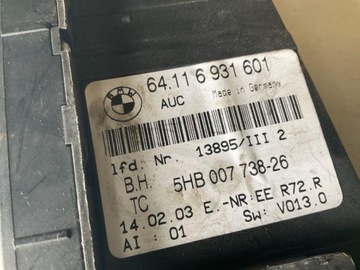 BMW
64.11 6 931 601
AUC Made in Germany
lfd. Nr. 13895/III 2
B.H. 5HB 007 738-26
TC
14.02.03 E.-NR:EE R72.R
AI : 01 SW: V013.0